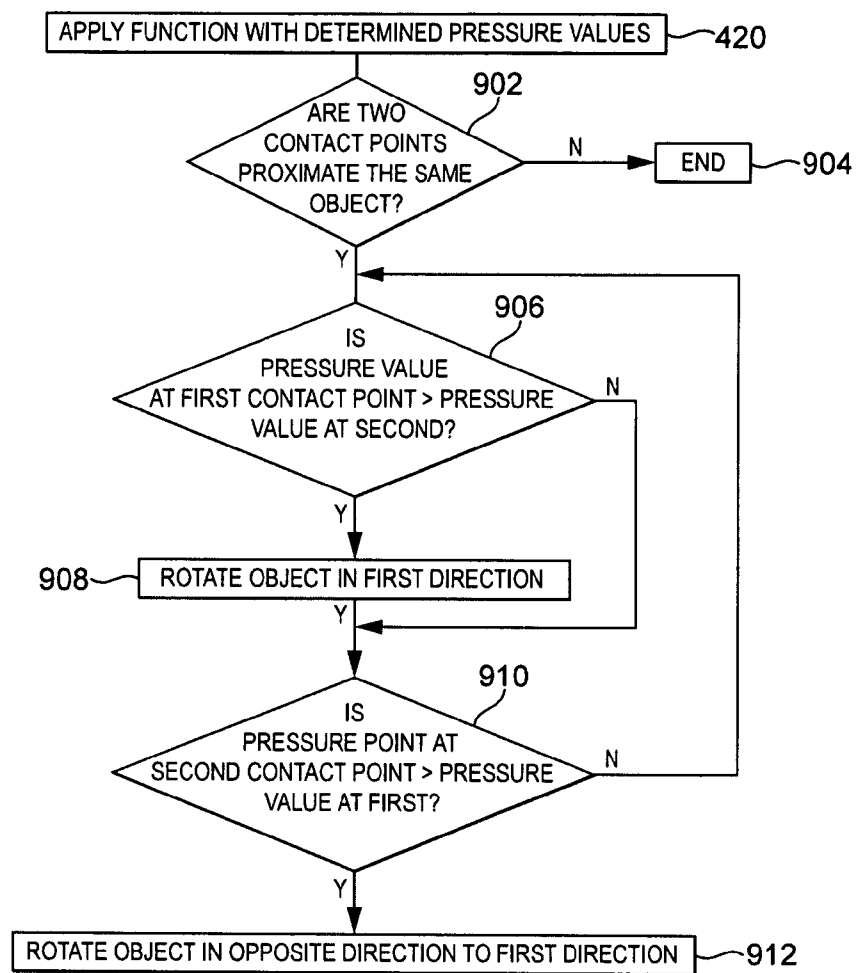 APPLY FUNCTION WITH DETERMINED PRESSURE VALUES
420
902
ARE TWO
CONTACT POINTS
PROXIMATE THE SAME
OBJECT?
N
END
904
Y
906
IS
PRESSURE VALUE
AT FIRST CONTACT POINT > PRESSURE
VALUE AT SECOND?
N
Y
908
ROTATE OBJECT IN FIRST DIRECTION
Y
910
IS
PRESSURE POINT AT
SECOND CONTACT POINT > PRESSURE
VALUE AT FIRST?
N
Y
ROTATE OBJECT IN OPPOSITE DIRECTION TO FIRST DIRECTION
912